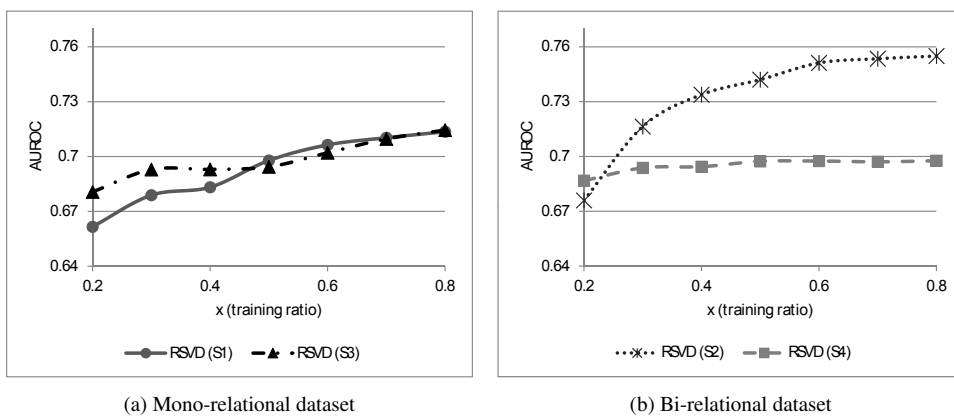 0.76
0.73
0.7
0.67
0.64
AUROC
0.2 0.4 0.6 0.8
x (training ratio)
RSVD (S1) RSVD (S3)
(a) Mono-relational dataset
0.76
0.73
0.7
0.67
0.64
AUROC
0.2 0.4 0.6 0.8
x (training ratio)
RSVD (S2) RSVD (S4)
(b) Bi-relational dataset